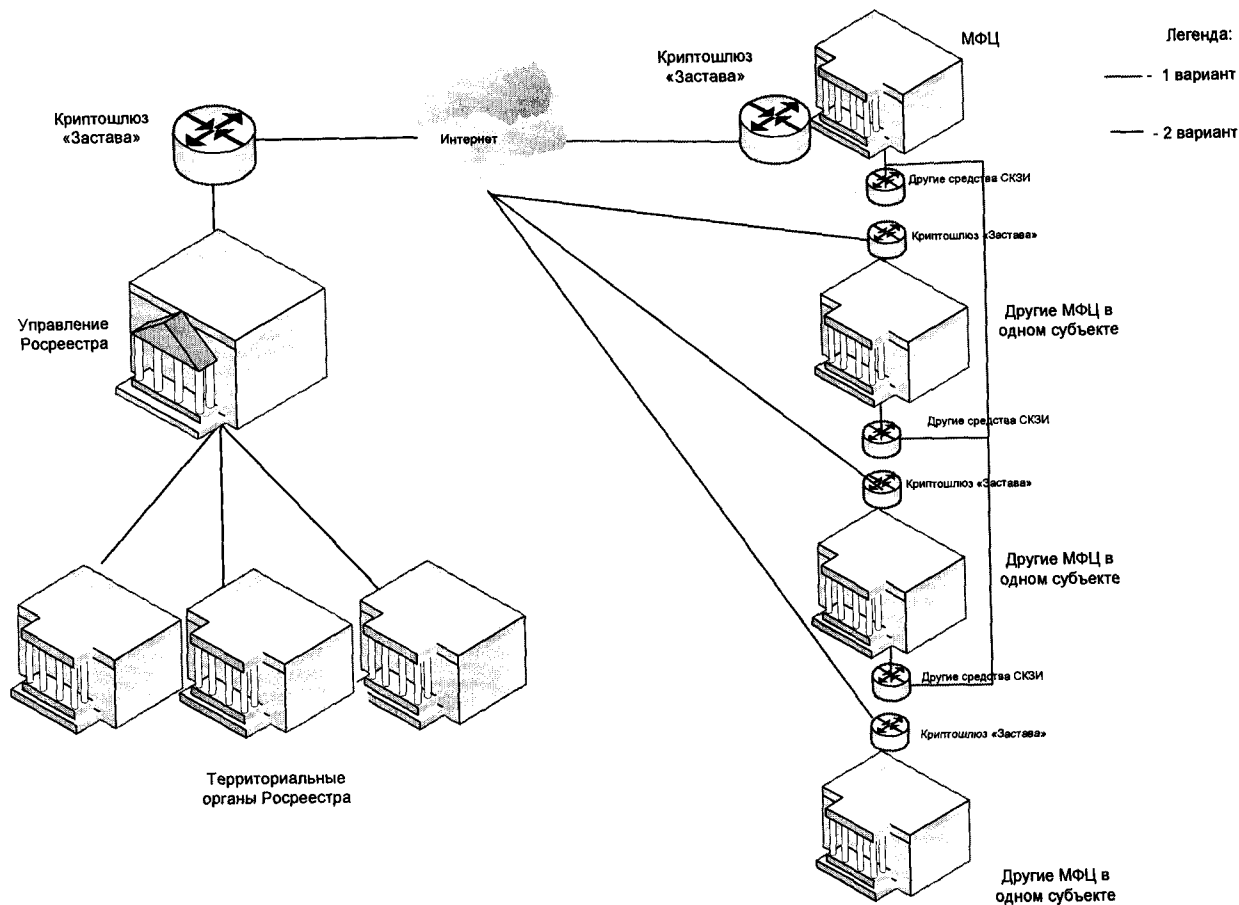 МФЦ
Легенда:
Криптошлюз
«Застава»
- 1 вариант
Криптошлюз
«Застава»
Интернет
- 2 вариант
Другие средства СКЗИ
Криптошлюз «Застава»
Управление
Росреестра
Другие МФЦ в
одном субъекте
Другие средства СКЗИ
Криптошлюз «Застава»
Другие МФЦ в
одном субъекте
Другие средства СКЗИ
Криптошлюз «Застава»
Территориальные
органы Росреестра
Другие МФЦ в
одном субъекте